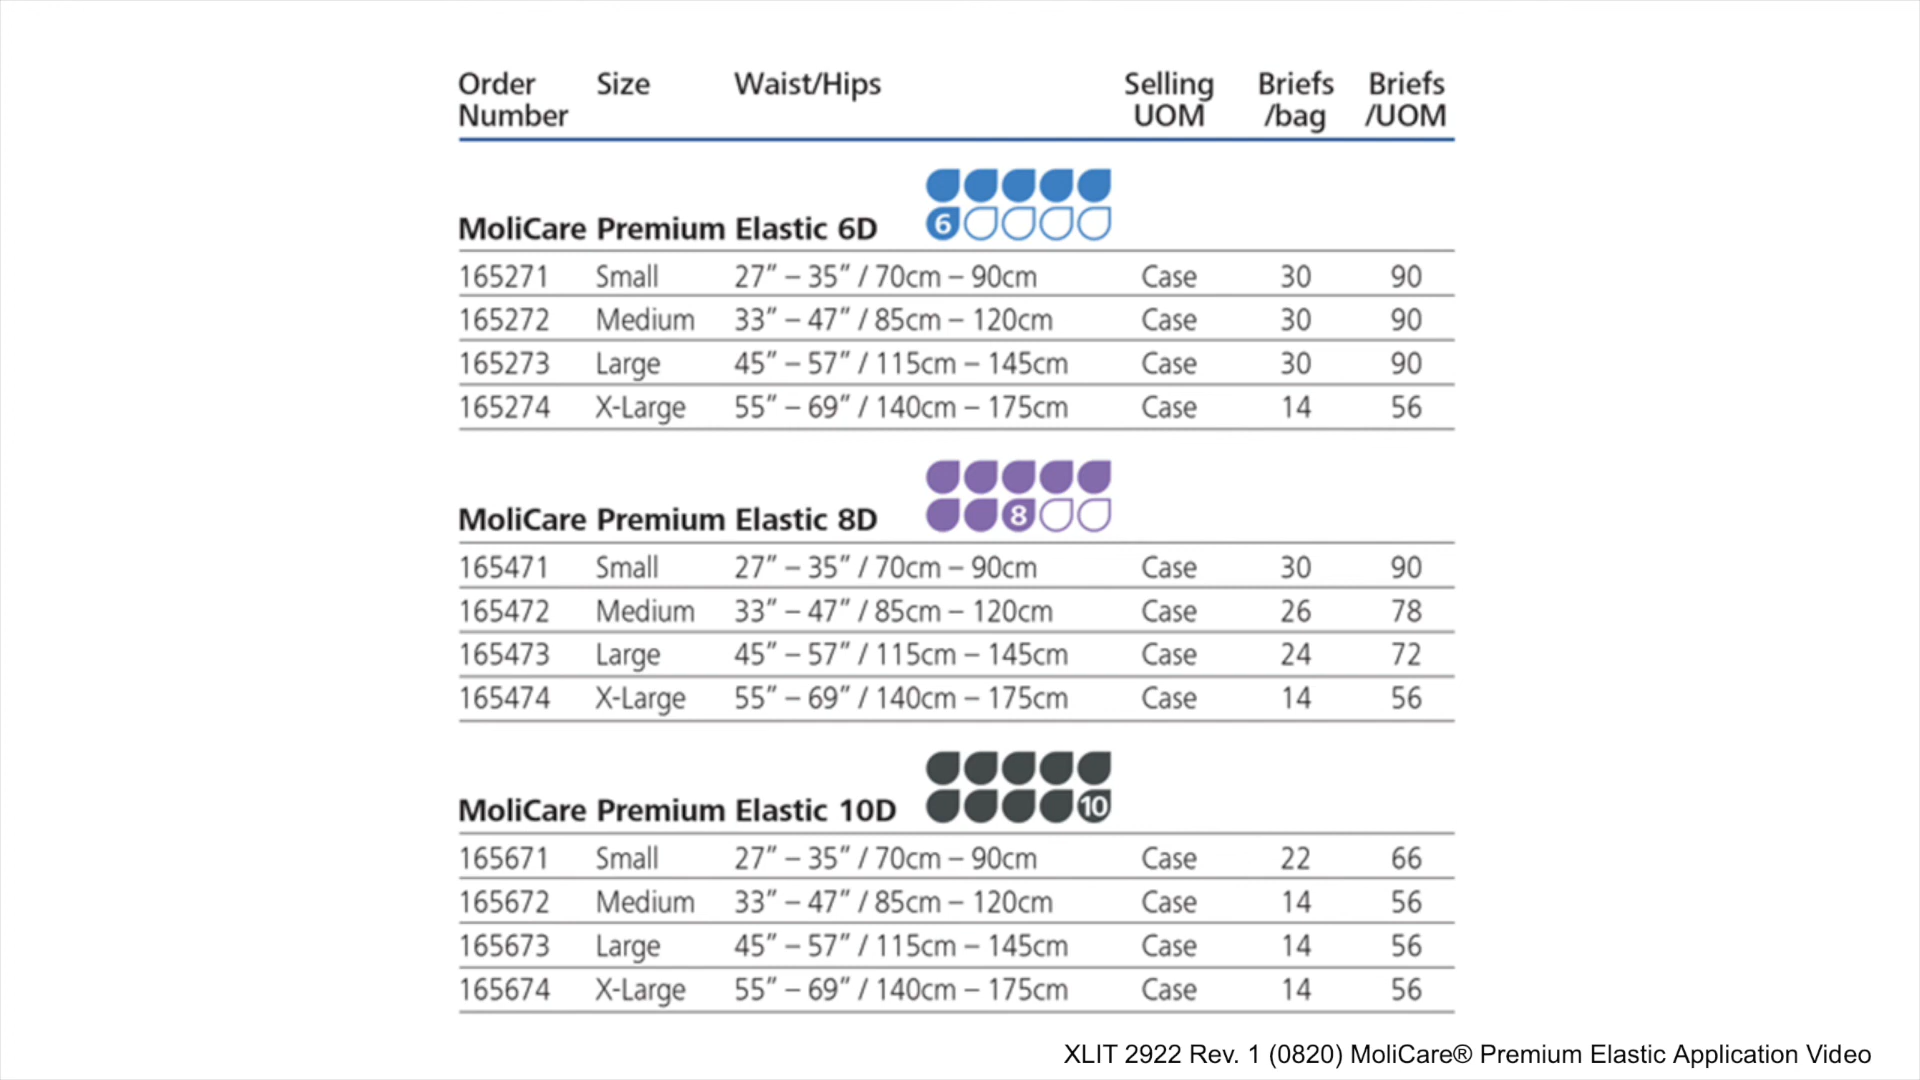 Order Number Size Waist/Hips Selling UOM Briefs /bag Briefs /UOM
MoliCare Premium Elastic 6D 6
165271 Small 27” – 35” / 70cm – 90cm Case 30 90
165272 Medium 33” – 47” / 85cm – 120cm Case 30 90
165273 Large 45” – 57” / 115cm – 145cm Case 30 90
165274 X-Large 55” – 69” / 140cm – 175cm Case 14 56
MoliCare Premium Elastic 8D 8
165471 Small 27” – 35” / 70cm – 90cm Case 30 90
165472 Medium 33” – 47” / 85cm – 120cm Case 26 78
165473 Large 45” – 57” / 115cm – 145cm Case 24 72
165474 X-Large 55” – 69” / 140cm – 175cm Case 14 56
MoliCare Premium Elastic 10D 10
165671 Small 27” – 35” / 70cm – 90cm Case 22 66
165672 Medium 33” – 47” / 85cm – 120cm Case 14 56
165673 Large 45” – 57” / 115cm – 145cm Case 14 56
165674 X-Large 55” – 69” / 140cm – 175cm Case 14 56
XLIT 2922 Rev. 1 (0820) MoliCare® Premium Elastic Application Video